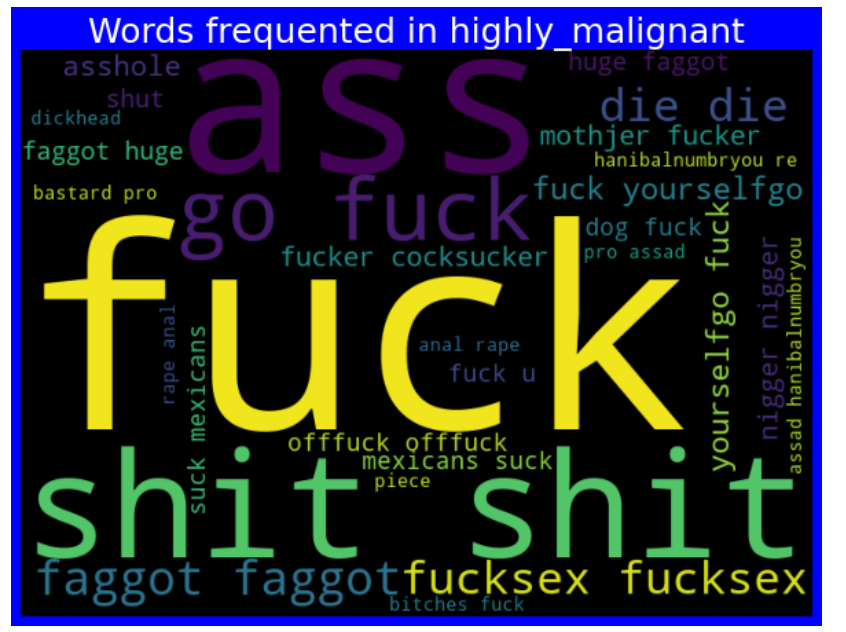 Words frequented in highly_malignant
asshole
ass
huge faggot
shut
die die
dickhead
mothjer fucker
faggot huge
hanibalnumbryou re
bastard pro
go fuck
fuck yourselfgo
dog fuck
fucker cocksucker
pro assad
fuck
rape anal
anal rape
fuck u
suck mexicans
yourselfgo fuck
nigger nigger
assad hanibalnumbryou
offfuck offfuck
mexicans suck
piece
shit shit
faggot faggot
fucksex fucksex
bitches fuck